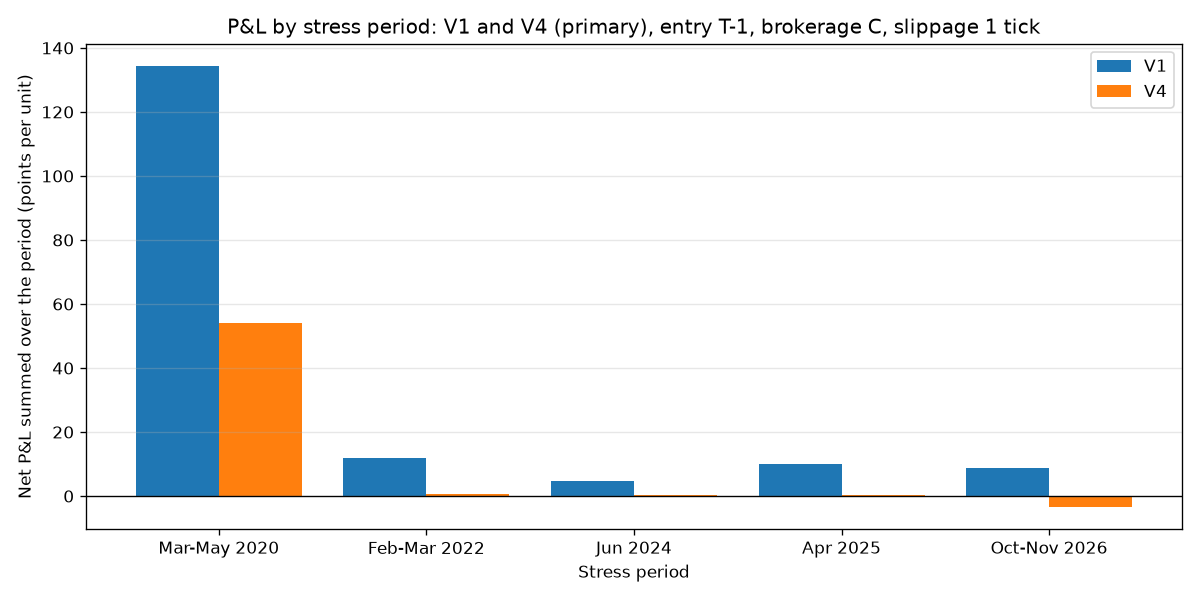 P&L by stress period: V1 and V4 (primary), entry T-1, brokerage C, slippage 1 tick
Net P&L summed over the period (points per unit)
140
120
100
80
60
40
20
0
V1
V4
Mar-May 2020
Feb-Mar 2022
Jun 2024
Apr 2025
Oct-Nov 2026
Stress period